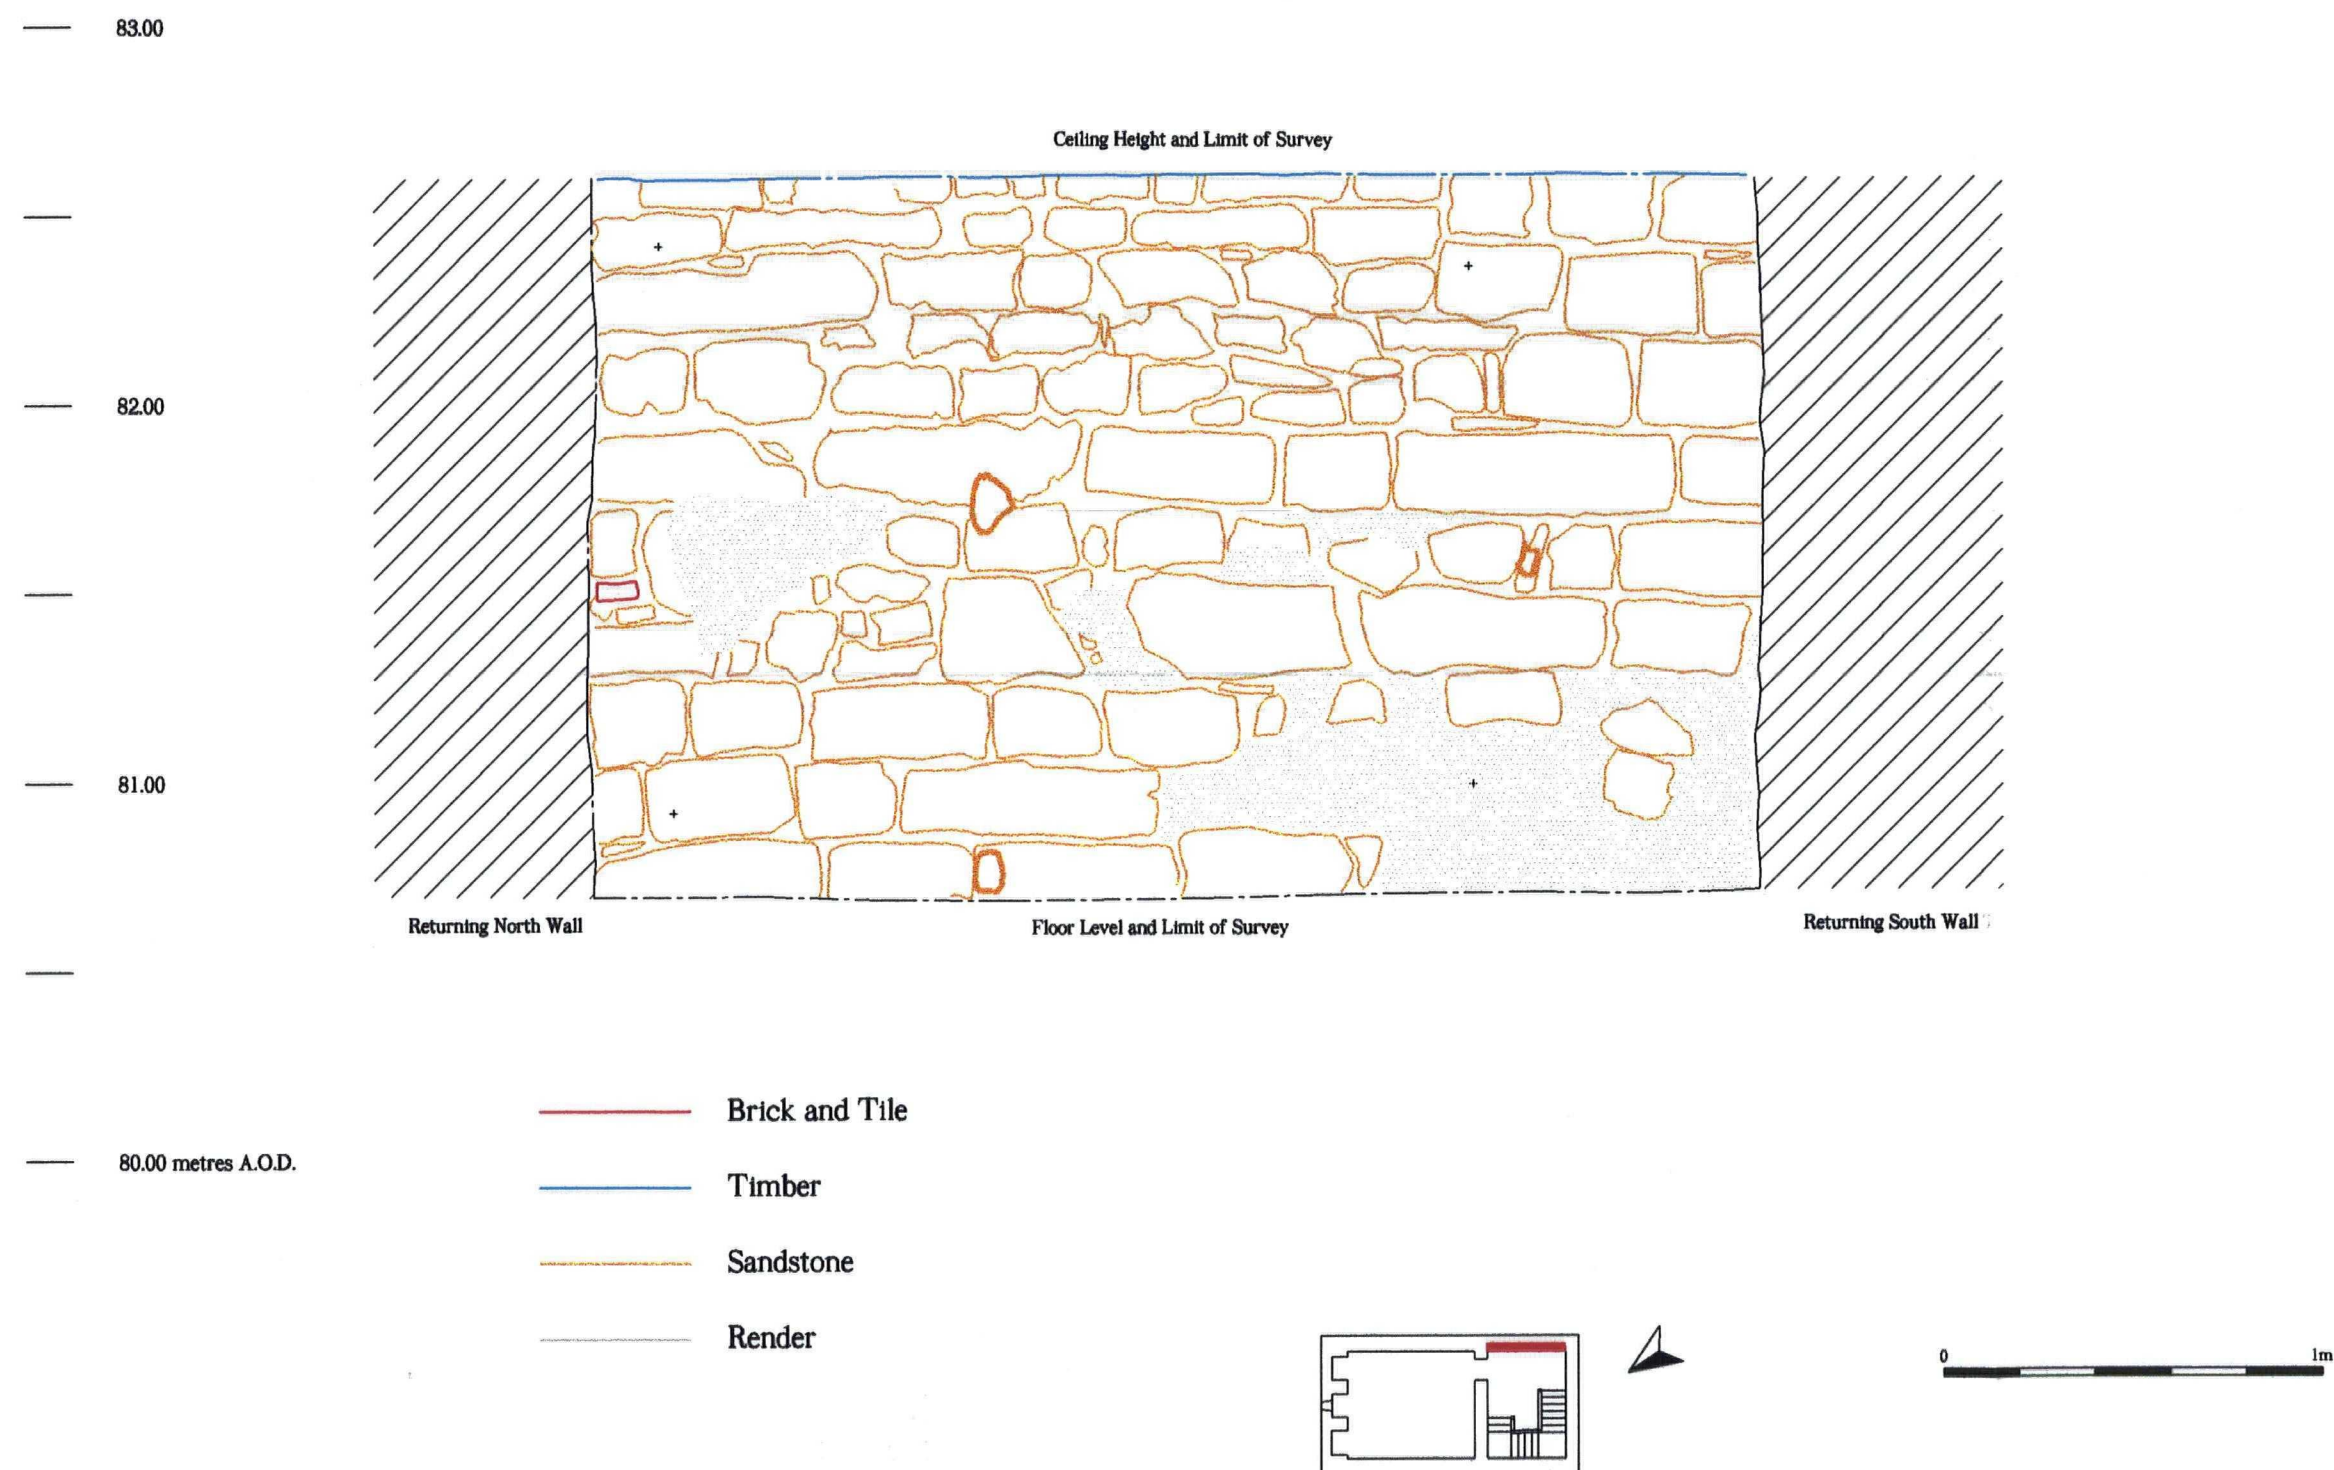 83.00
Ceiling Height and Limit of Survey
82.00
81.00
Returning North Wall
Floor Level and Limit of Survey
Returning South Wall
Brick and Tile
80.00 metres A.O.D.
Timber
Sandstone
Render
0
1m